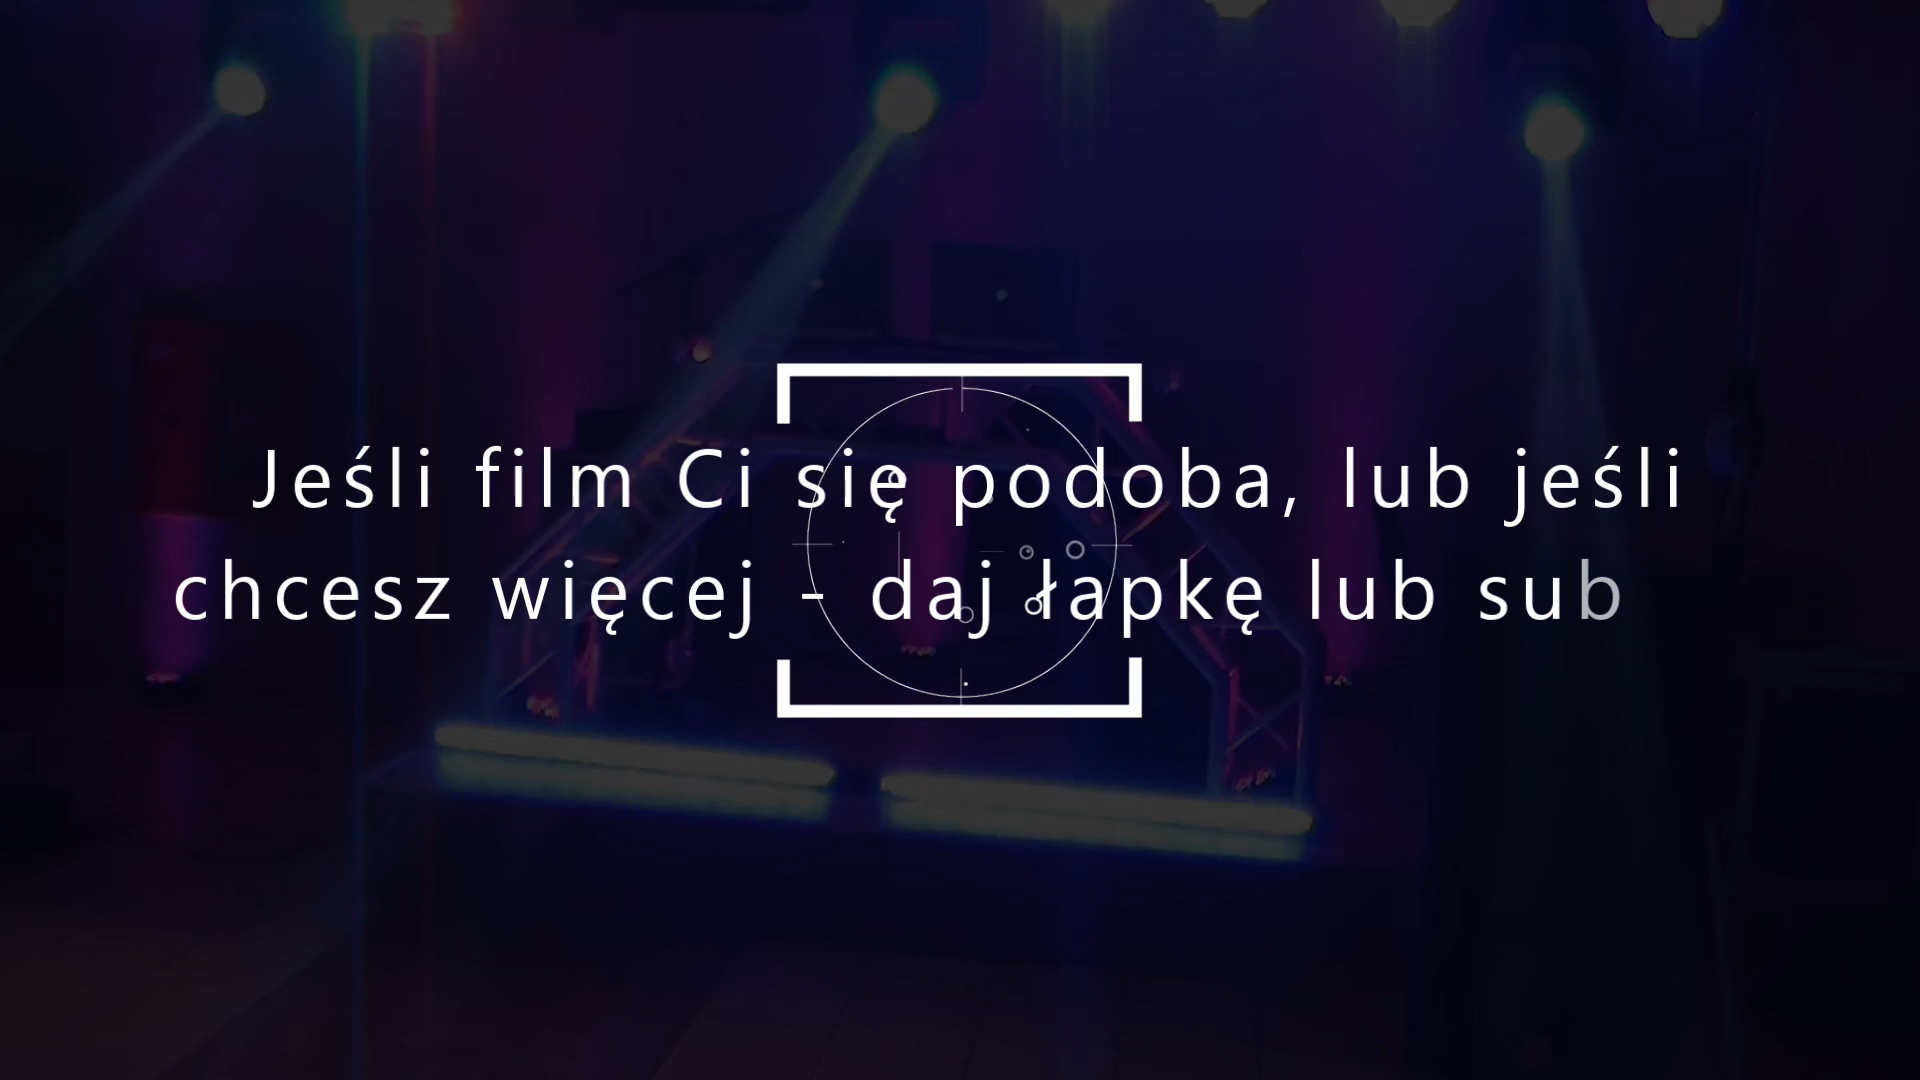 Jeśli film Ci się podoba, lub jeśli
chcesz więcej - daj łapkę lub sub